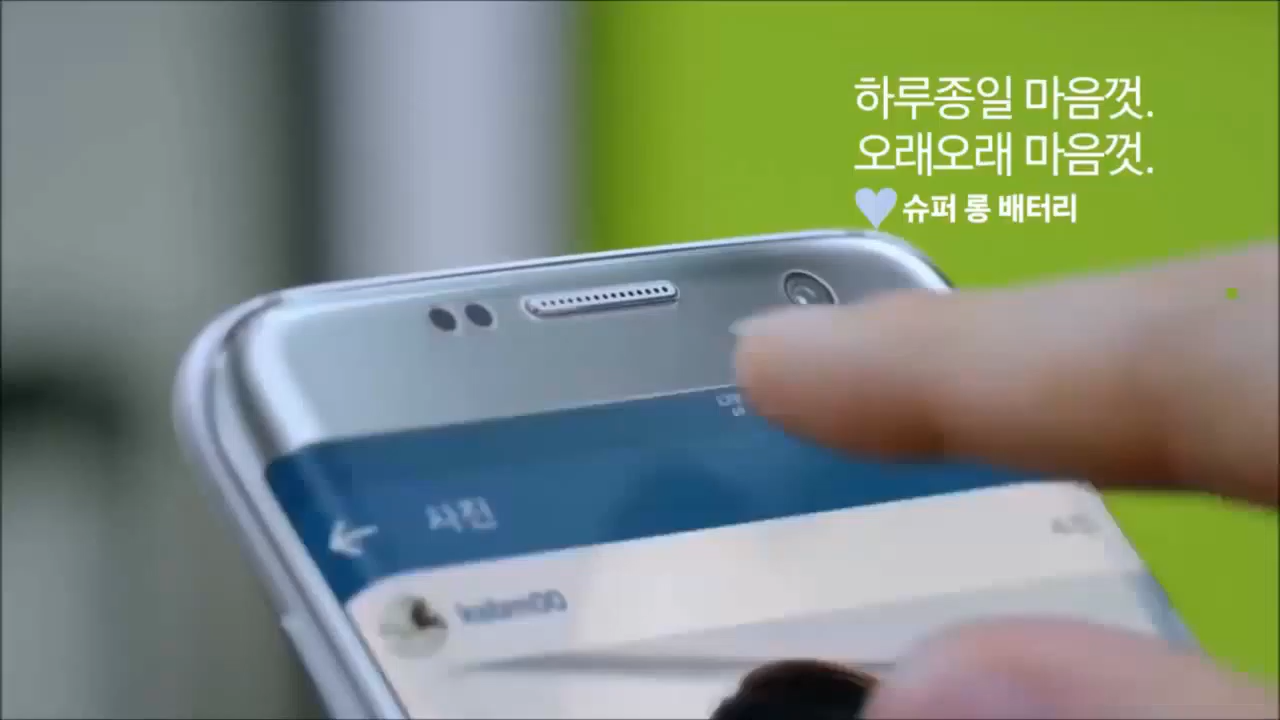 하루종일 마음껏.
오래오래 마음껏.
슈퍼 롱 배터리
사진